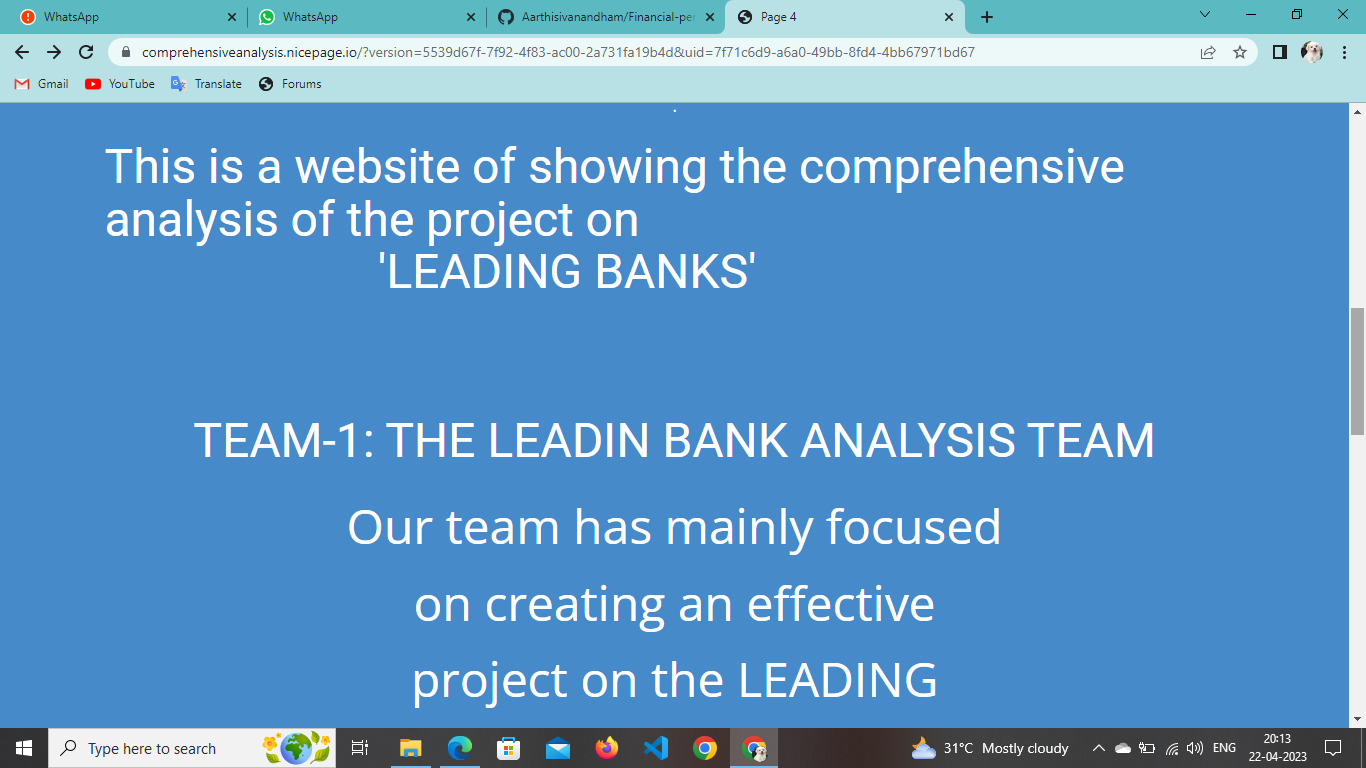 WhatsApp
WhatsApp
Aarthisivanandham/Financial-per
Page 4
comprehensiveanalysis.nicepage.io/?version=5539d67f-7f92-4f83-ac00-2a731fa19b4d&uid=7f71c6d9-a6a0-49bb-8fd4-4bb67971bd67
Gmail
YouTube
Translate
Forums
.
This is a website of showing the comprehensive
analysis of the project on
'LEADING BANKS'
TEAM-1: THE LEADIN BANK ANALYSIS TEAM
Our team has mainly focused
on creating an effective
project on the LEADING
Type here to search
31°C Mostly cloudy
ENG
20:13
22-04-2023